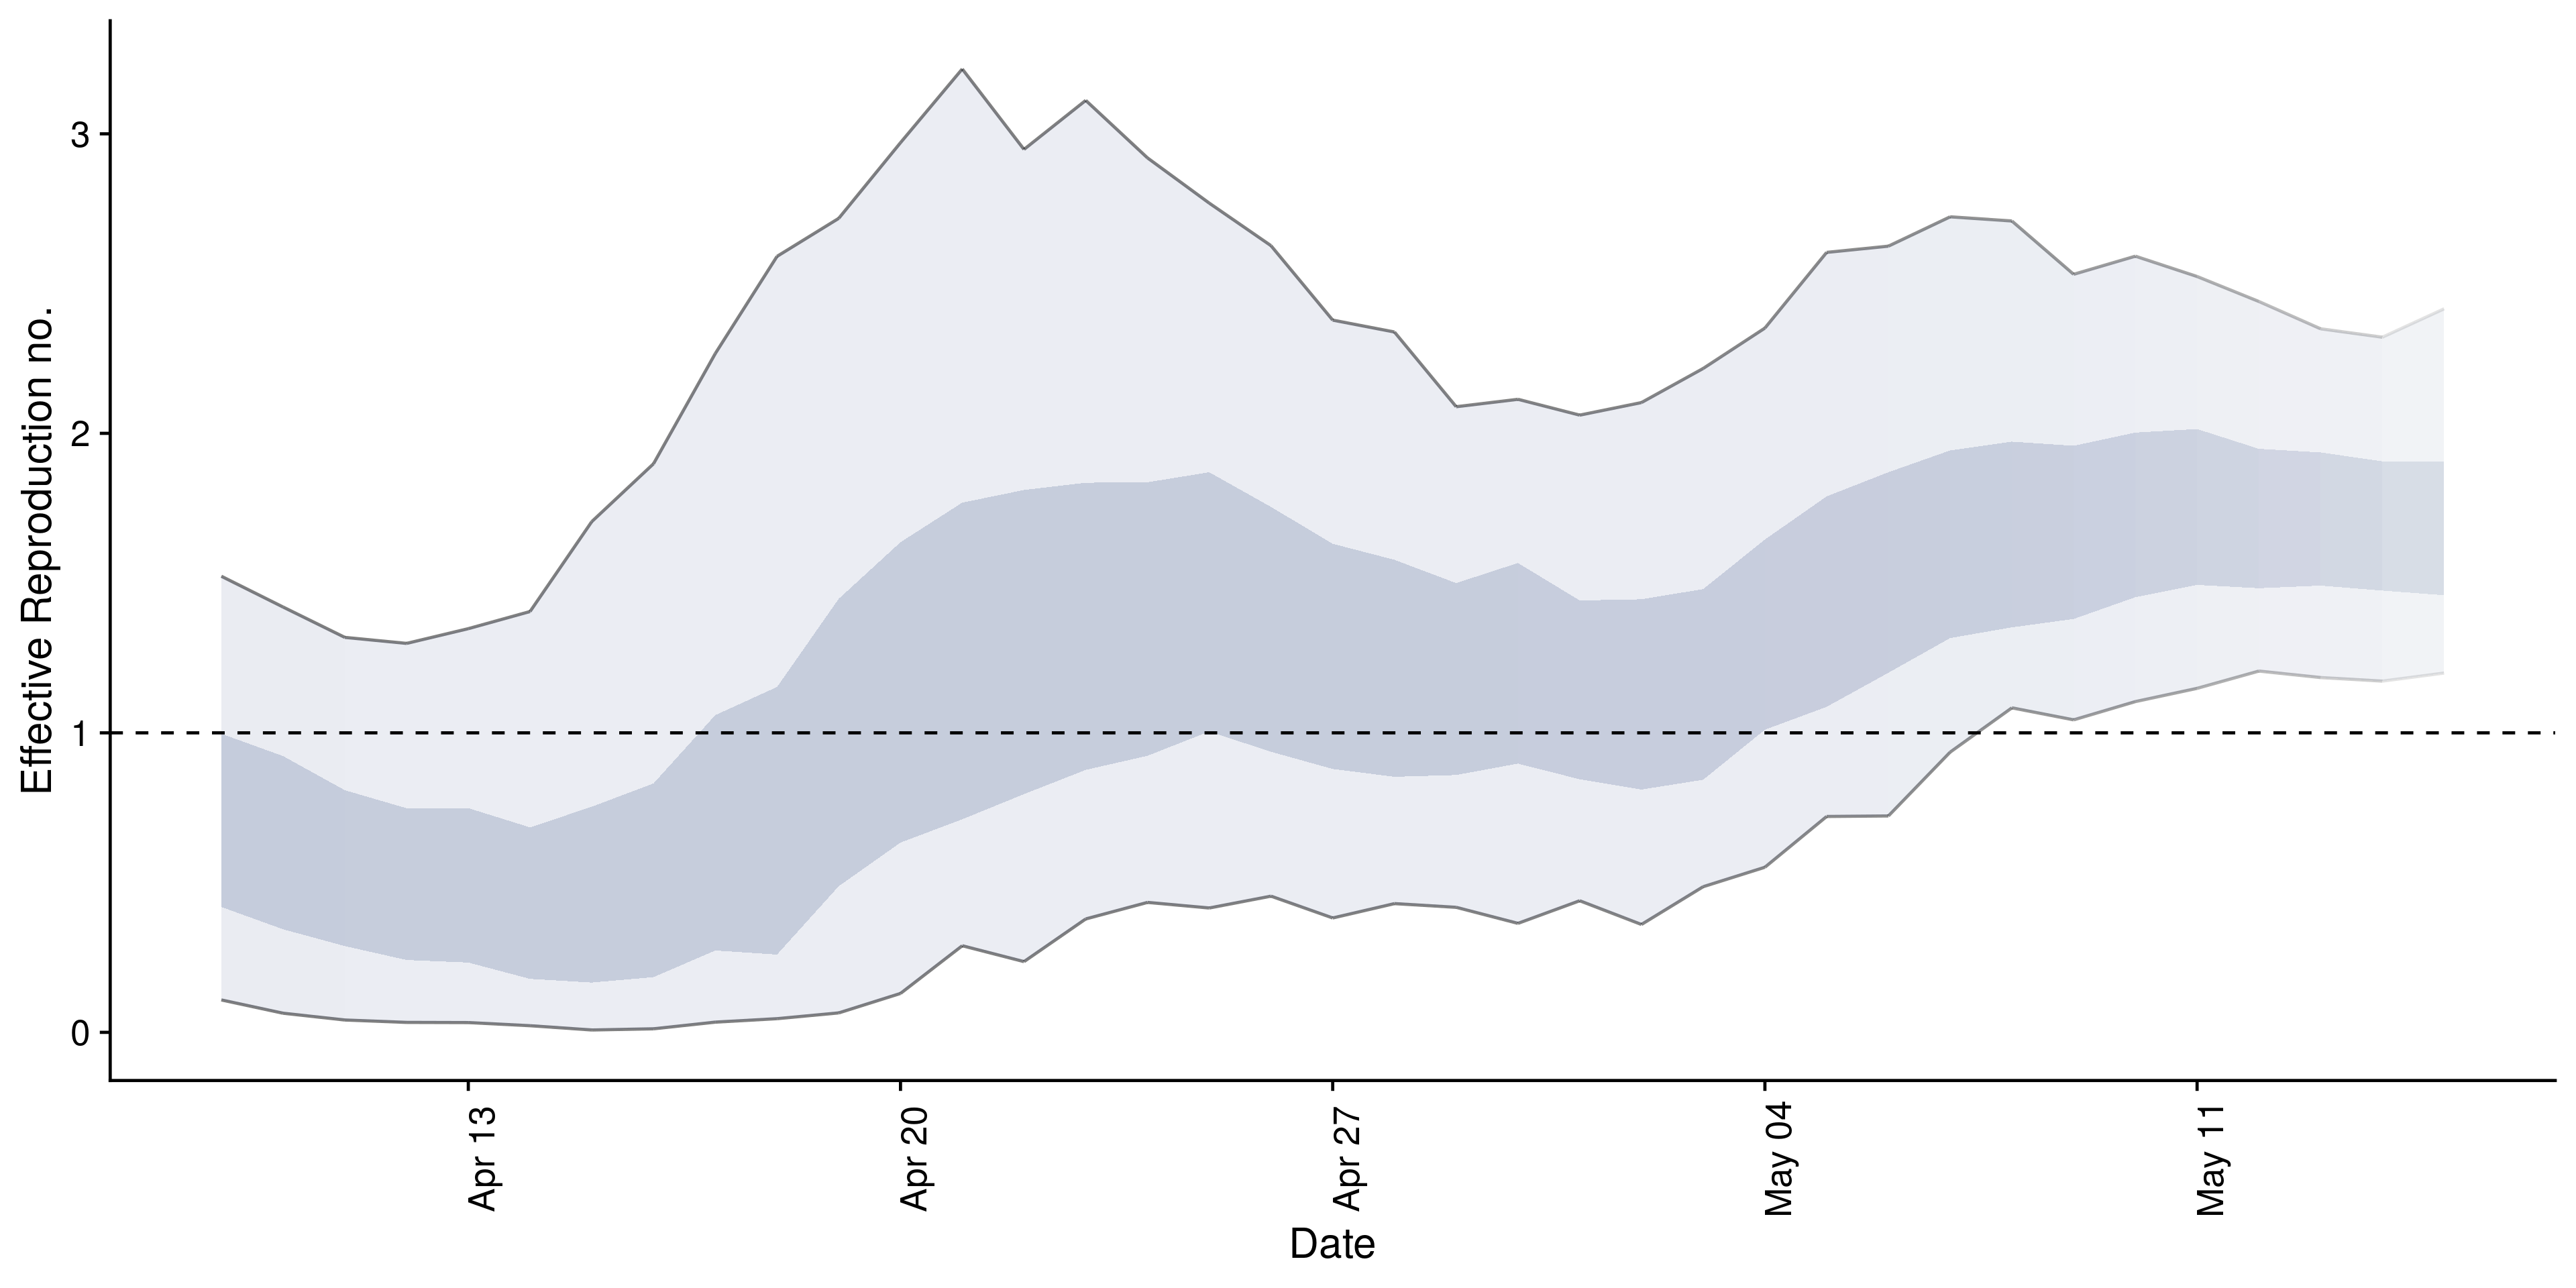 Effective Reproduction no.
3
2
1
0
Apr 13
Apr 20
Apr 27
May 04
May 11
Date